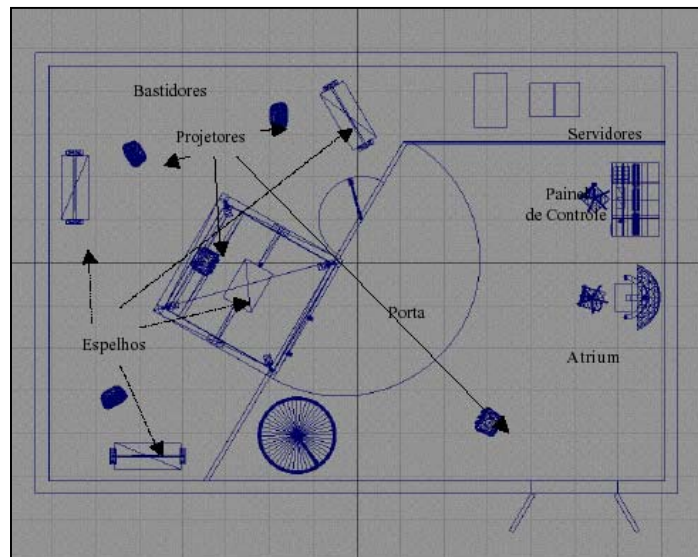 Bastidores
Projetores
Servidores
Painel
de Controle
Porta
Espelhos
Atrium